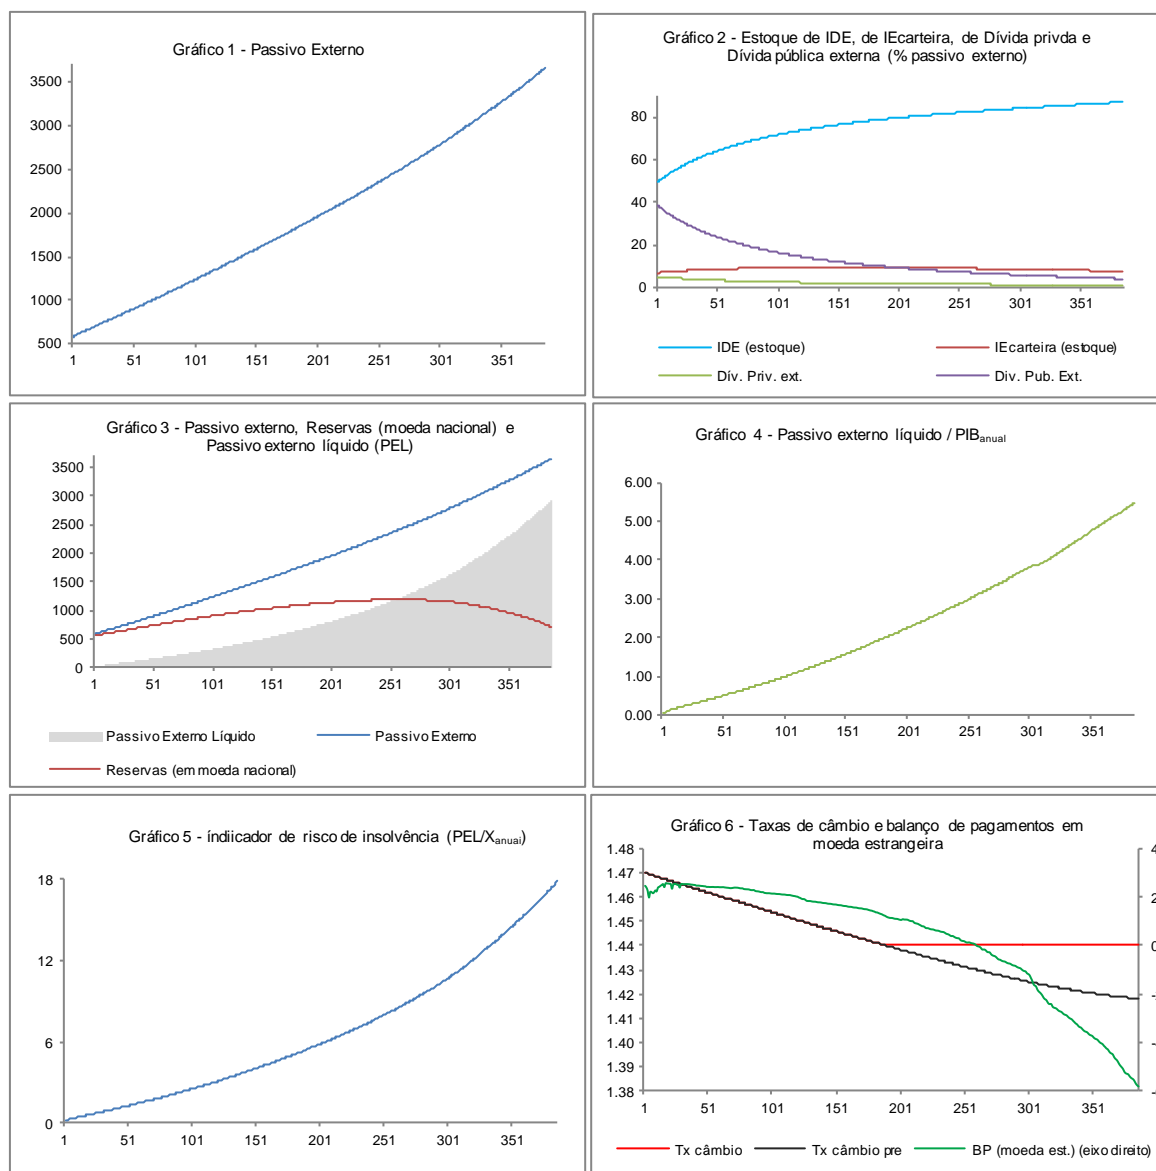 Gráfico 1 - Passivo Externo
3500
3000
2500
2000
1500
1000
500
1 51 101 151 201 251 301 351
Gráfico 2 - Estoque de IDE, de IEcarteira, de Dívida privda e
Dívida pública externa (% passivo externo)
80
60
40
20
0
1 51 101 151 201 251 301 351
IDE (estoque) IEcarteira (estoque)
Dív. Priv. ext. Div. Pub. Ext.
Gráfico 3 - Passivo externo, Reservas (moeda nacional) e
Passivo externo líquido (PEL)
3500
3000
2500
2000
1500
1000
500
0
1 51 101 151 201 251 301 351
Passivo Externo Líquido Passivo Externo
Reservas (em moeda nacional)
Gráfico 4 - Passivo externo líquido / PIBanual
6.00
5.00
4.00
3.00
2.00
1.00
0.00
1 51 101 151 201 251 301 351
Gráfico 5 - índiicador de risco de insolvência (PEL/Xanual)
18
12
6
0
1 51 101 151 201 251 301 351
Gráfico 6 - Taxas de câmbio e balanço de pagamentos em
moeda estrangeira
1.48 4
1.47
1.46 2
1.45
1.44 0
1.43
1.42 -
1.41
1.40 -
1.39
1.38 -
1 51 101 151 201 251 301 351
Tx câmbio Tx câmbio pre BP (moeda est.) (eixo direito)